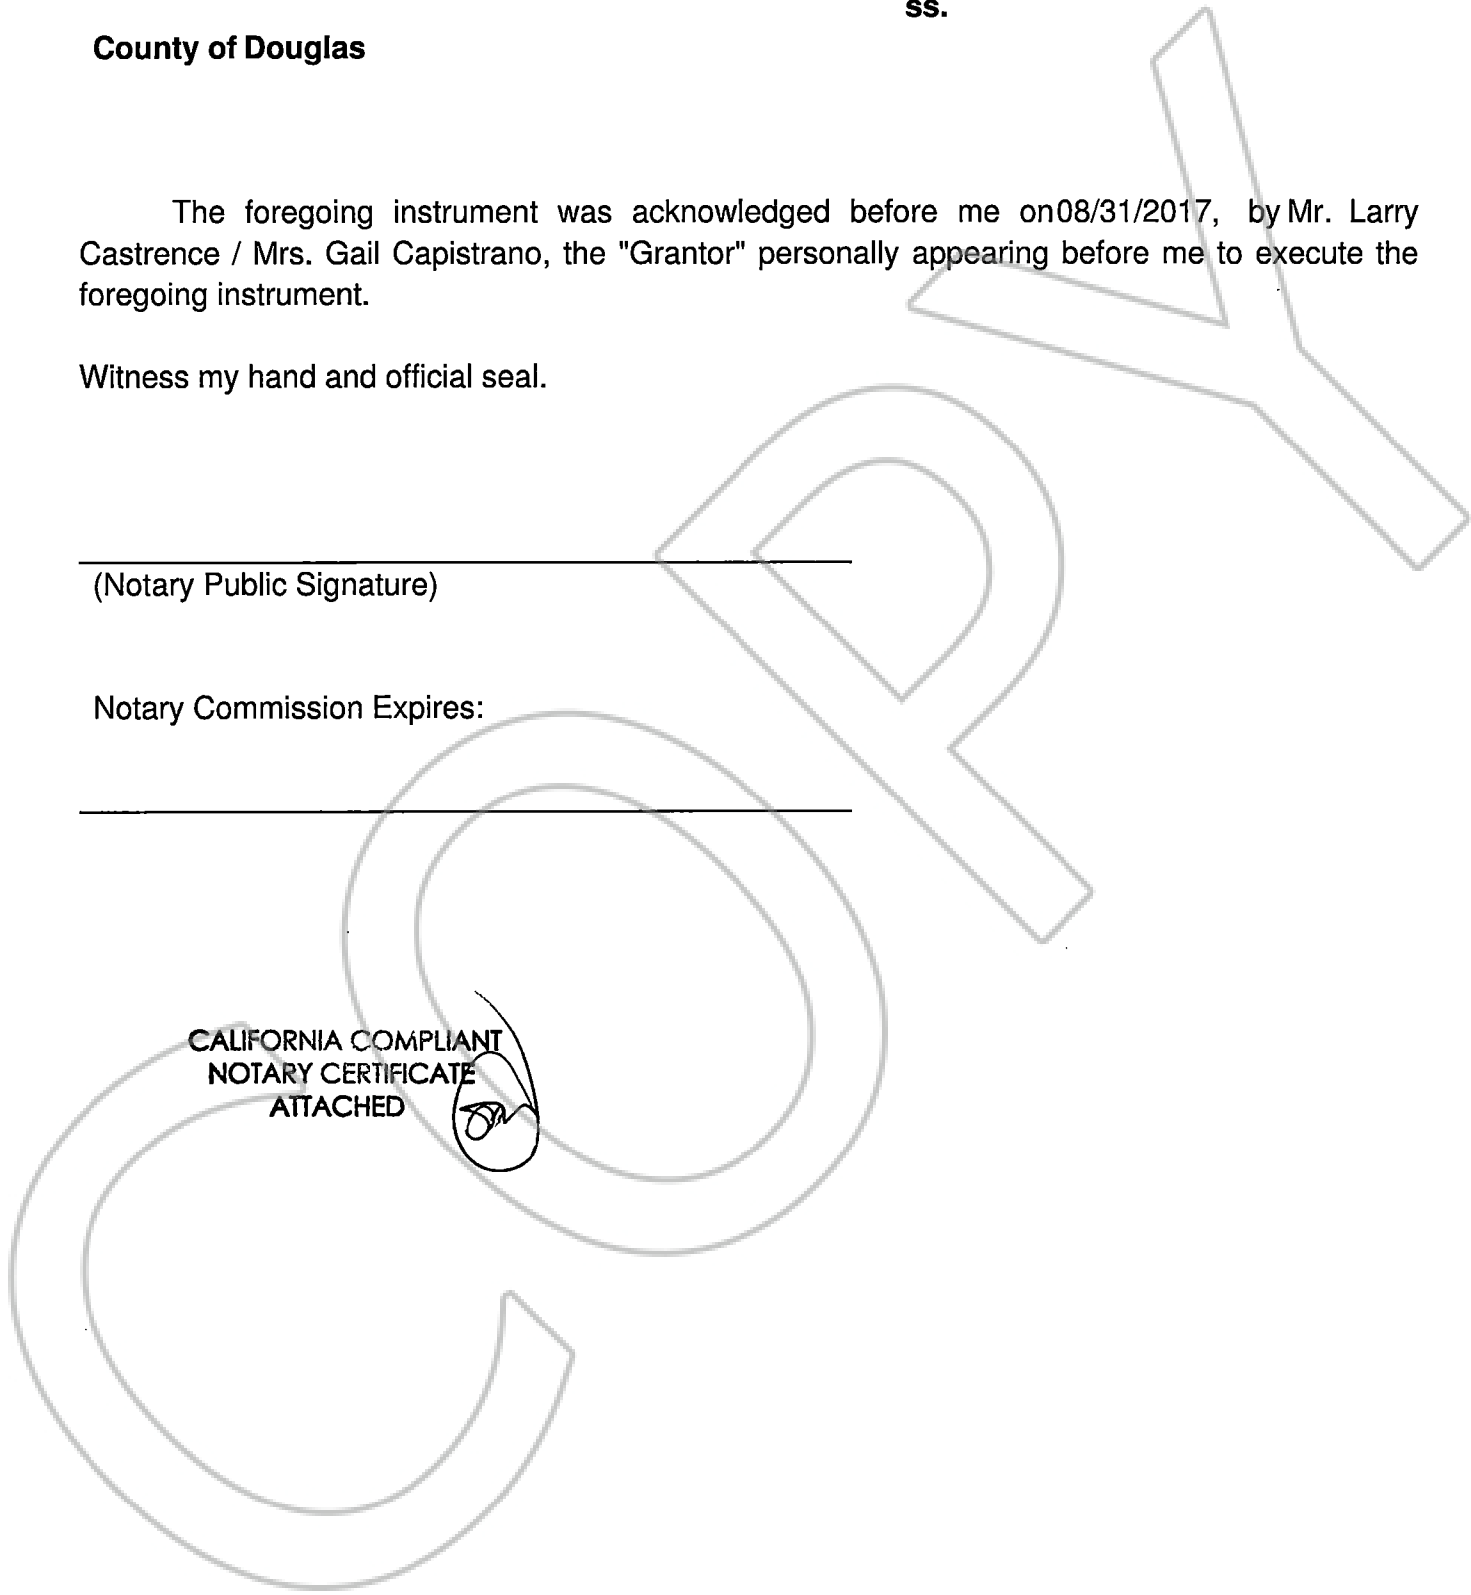 ss.
County of Douglas
The foregoing instrument was acknowledged before me on08/31/2017, by Mr. Larry
Castrence / Mrs. Gail Capistrano, the "Grantor" personally appearing before me to execute the
foregoing instrument.
Witness my hand and official seal.
(Notary Public Signature)
Notary Commission Expires:
CALIFORNIA COMPLIANT
NOTARY CERTIFICATE
ATTACHED
COPY